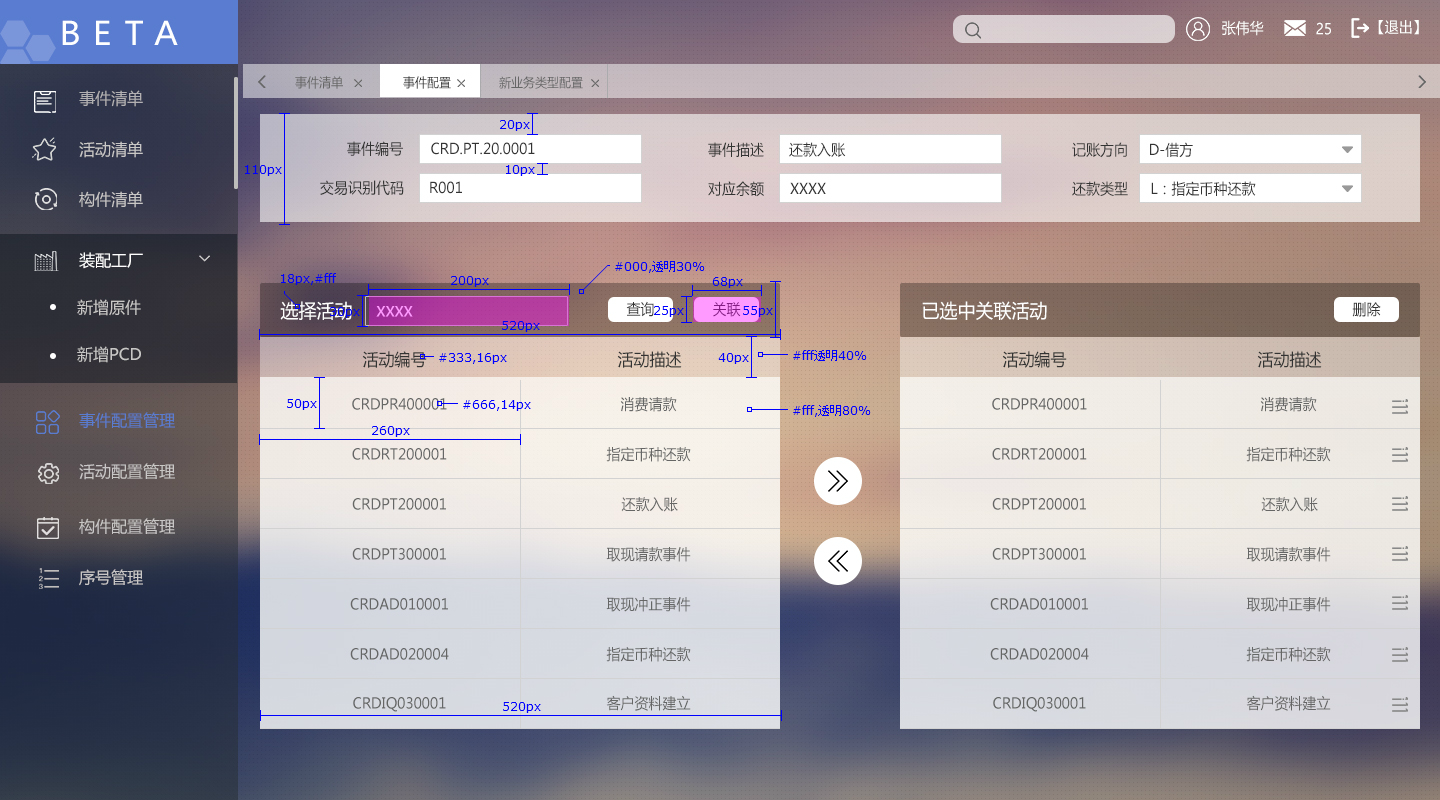 BETA
张伟华
25
【退出】
事件清单
活动清单
构件清单
装配工厂
新增原件
新增PCD
事件配置管理
活动配置管理
构件配置管理
序号管理
事件清单 ×
事件配置 ×
新业务类型配置 ×
20px
110px
事件编号 CRD.PT.20.0001
事件描述 还款入账
记账方向 D-借方
10px
交易识别代码 R001
对应余额 XXXX
还款类型 L：指定币种还款
18px,#fff
200px
#000,透明30%
68px
选择活动
XXXX
查询
25px
关联
55px
520px
活动编号
#333,16px
活动描述
40px
#fff透明40%
50px
CRDPR400001
#666,14px
消费请款
#fff,透明80%
260px
CRDRT200001 指定币种还款
CRDPT200001 还款入账
CRDPT300001 取现请款事件
CRDAD010001 取现冲正事件
CRDAD020004 指定币种还款
CRDIQ030001 客户资料建立
520px
已选中关联活动
删除
活动编号 活动描述
CRDPR400001 消费请款
CRDRT200001 指定币种还款
CRDPT200001 还款入账
CRDPT300001 取现请款事件
CRDAD010001 取现冲正事件
CRDAD020004 指定币种还款
CRDIQ030001 客户资料建立